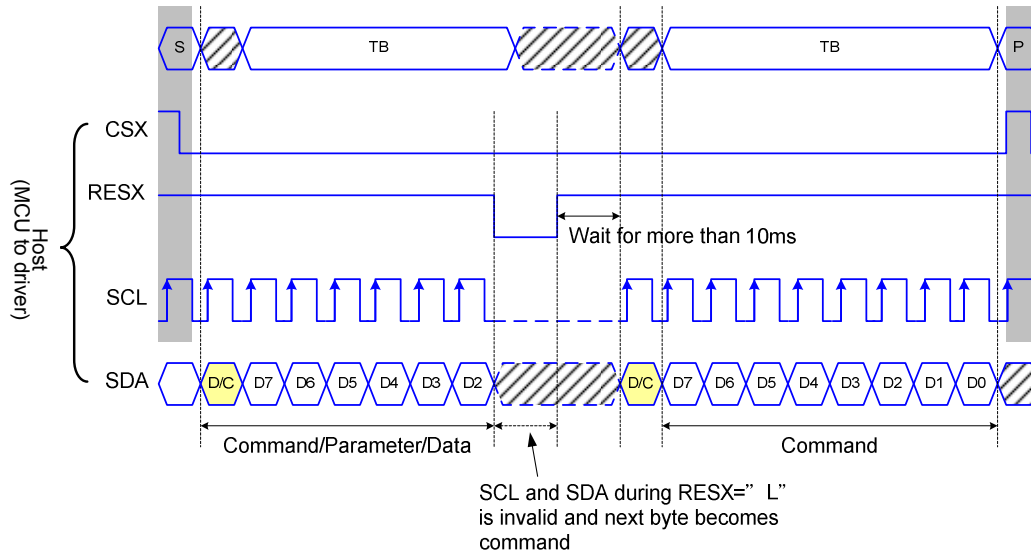 S TB TB P
CSX
RESX
Wait for more than 10ms
Host
(MCU to driver)
SCL
SDA D/C D7 D6 D5 D4 D3 D2 D/C D7 D6 D5 D4 D3 D2 D1 D0
Command/Parameter/Data Command
SCL and SDA during RESX=” L”
is invalid and next byte becomes
command